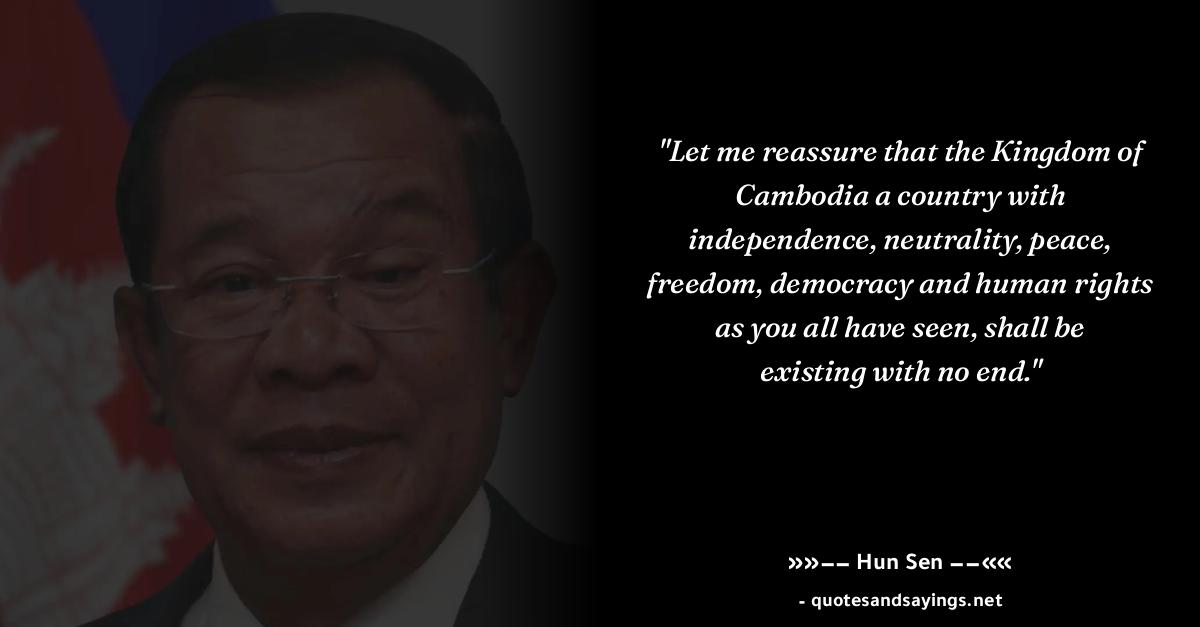 "Let me reassure that the Kingdom of
Cambodia a country with
independence, neutrality, peace,
freedom, democracy and human rights
as you all have seen, shall be
existing with no end."
»»–– Hun Sen ––««
- quotesandsayings.net